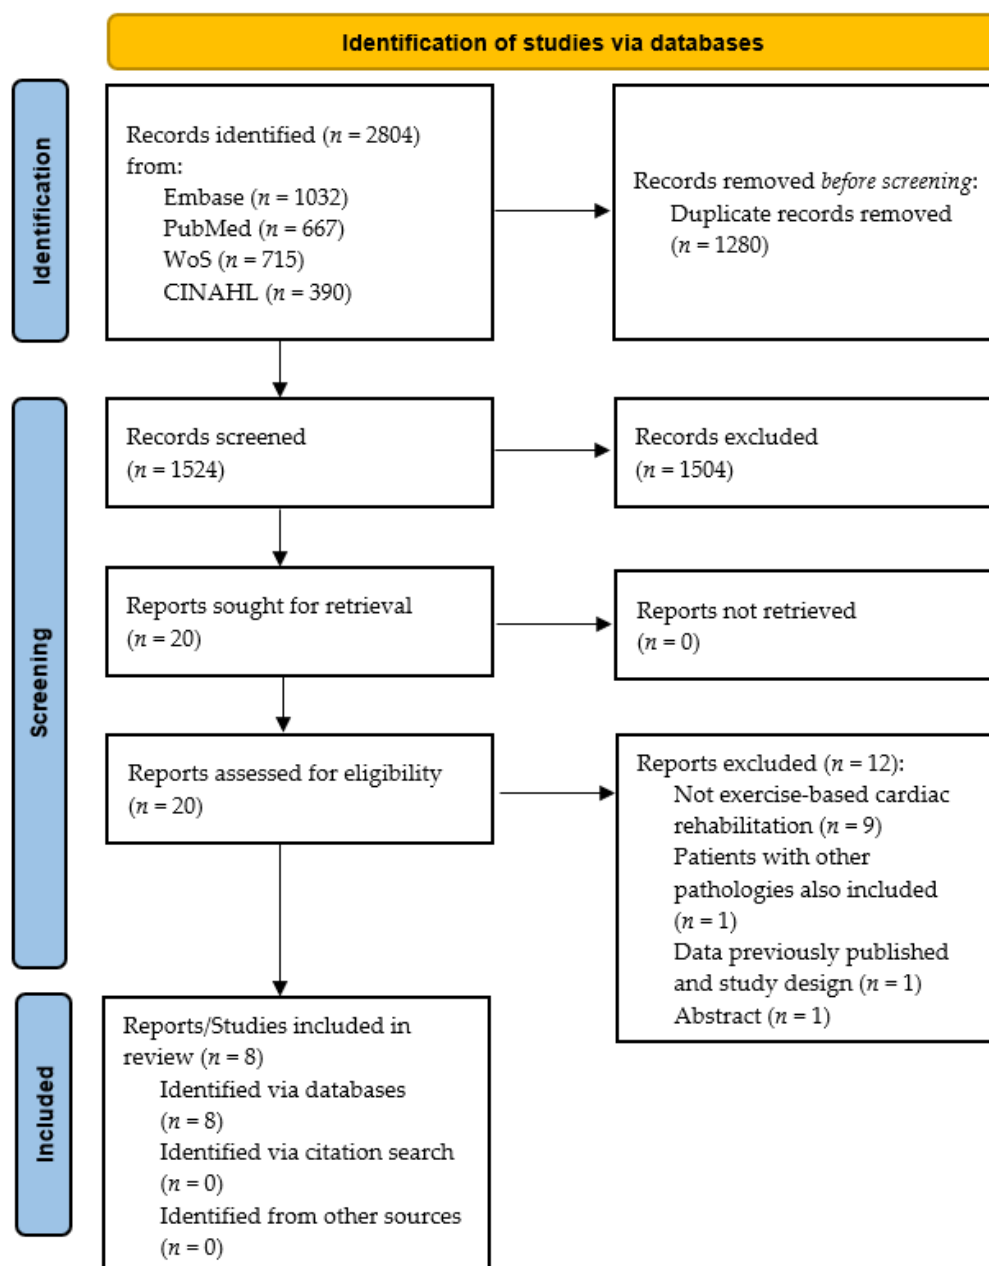 Identification of studies via databases
Identification
Records identified (n = 2804)
from:
Embase (n = 1032)
PubMed (n = 667)
WoS (n = 715)
CINAHL (n = 390)
Records removed before screening:
Duplicate records removed
(n = 1280)
Screening
Records screened
(n = 1524)
Records excluded
(n = 1504)
Reports sought for retrieval
(n = 20)
Reports not retrieved
(n = 0)
Reports assessed for eligibility
(n = 20)
Reports excluded (n = 12):
Not exercise-based cardiac
rehabilitation (n = 9)
Patients with other
pathologies also included
(n = 1)
Data previously published
and study design (n = 1)
Abstract (n = 1)
Included
Reports/Studies included in
review (n = 8)
Identified via databases
(n = 8)
Identified via citation search
(n = 0)
Identified from other sources
(n = 0)